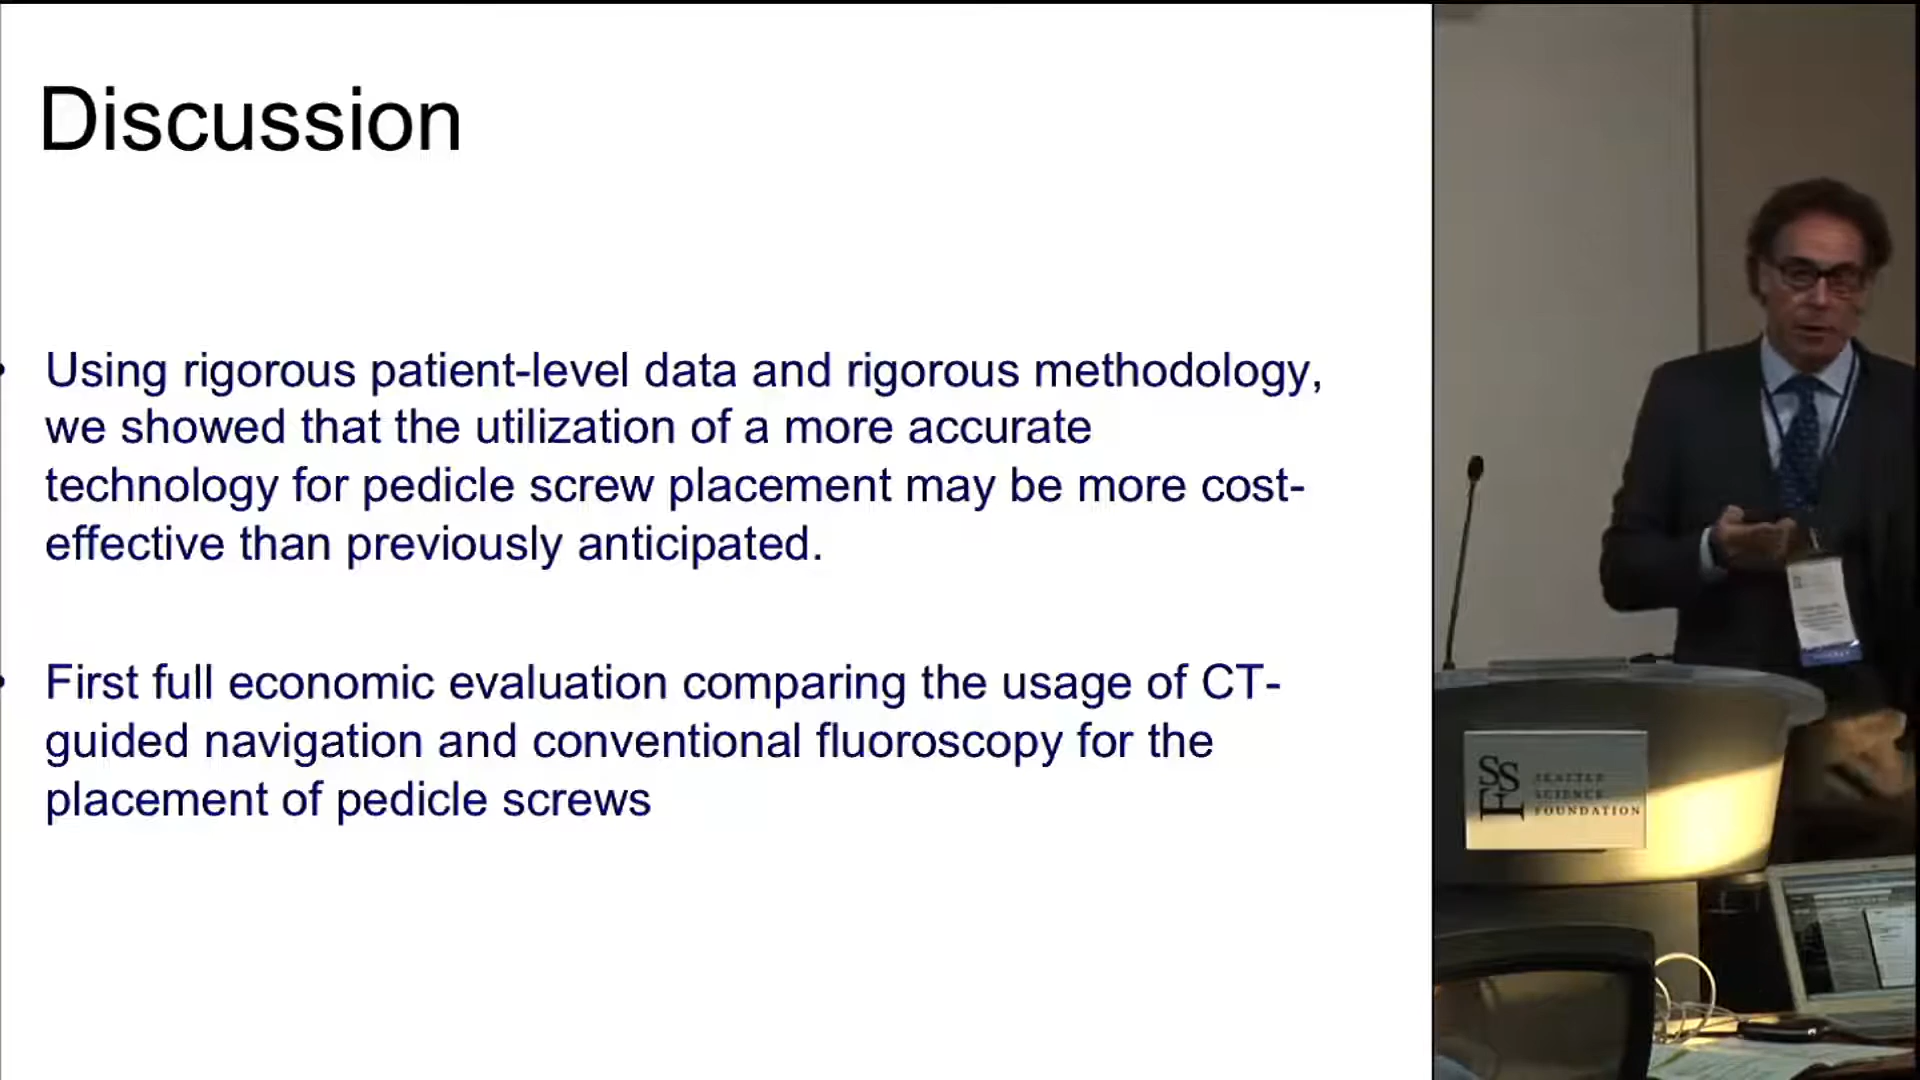 Discussion
• Using rigorous patient-level data and rigorous methodology,
we showed that the utilization of a more accurate
technology for pedicle screw placement may be more cost-
effective than previously anticipated.
• First full economic evaluation comparing the usage of CT-
guided navigation and conventional fluoroscopy for the
placement of pedicle screws
SSF
SEATTLE
SCIENCE
FOUNDATION